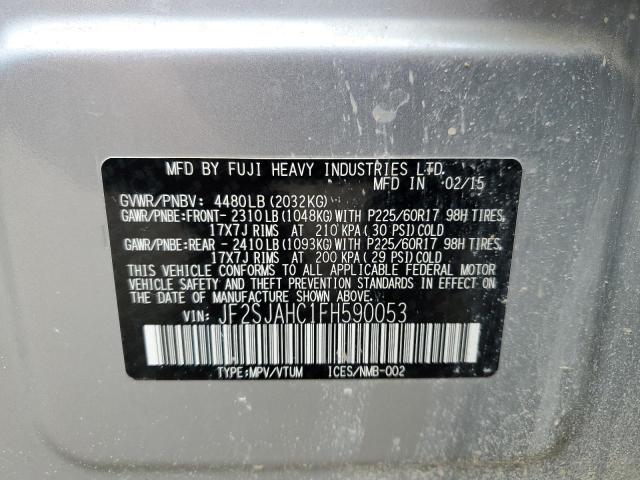 MFD BY FUJI HEAVY INDUSTRIES LTD.
MFD IN 02/15
GVWR/PNBV: 4480LB(2032KG)
GAWR/PNBE:FRONT-2310LB(1048KG)WITH P225/60R17 98H TIRES,
17X7J RIMS AT 210 KPA(30 PSI)COLD
GAWR/PNBE:REAR -2410LB(1093KG)WITH P225/60R17 98H TIRES,
17X7J RIMS AT 200 KPA(29 PSI)COLD
THIS VEHICLE CONFORMS TO ALL APPLICABLE FEDERAL MOTOR
VEHICLE SAFETY,BUMPER,AND THEFT PREVENTION STANDARDS IN EFFECT ON
THE DATE OF MANUFACTURE SHOWN ABOVE.
VIN: JF2SJAHC1FH590053
TYPE:MPV/VTUM ICES/NMB-002